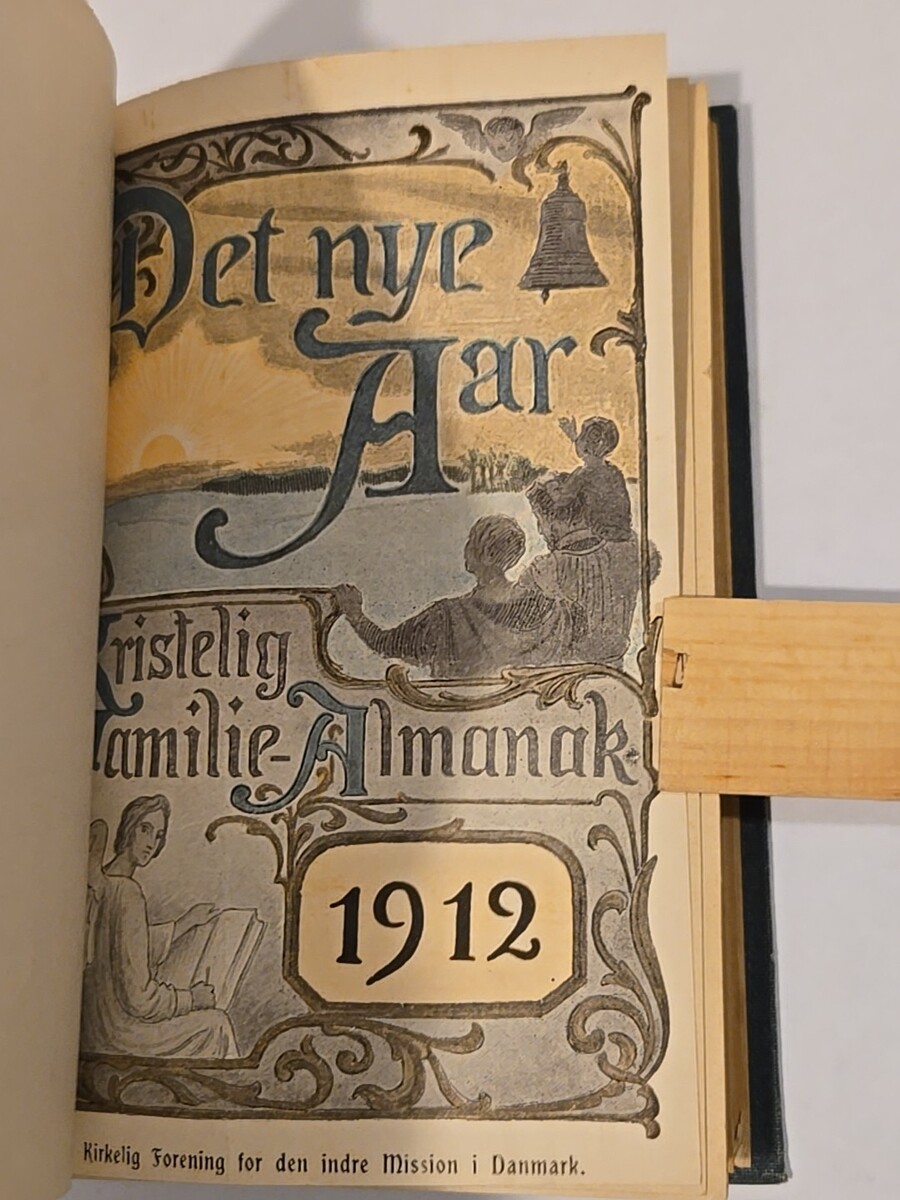 Det nye
Aar
Kristelig
Familie-Almanak
1912
Kirkelig Forening for den indre Mission i Danmark.